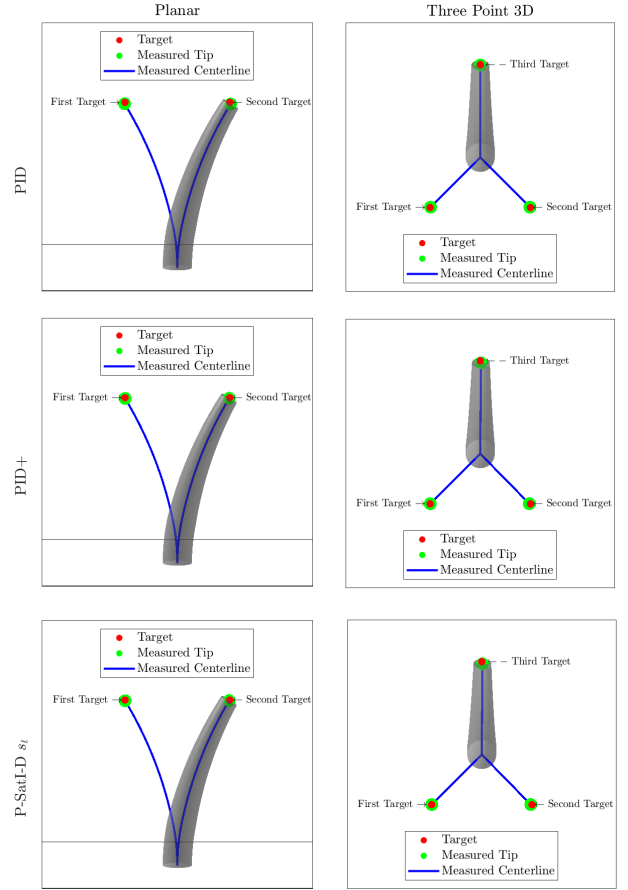 Planar
Three Point 3D
PID
Target
Measured Tip
Measured Centerline
First Target
Second Target
Third Target
First Target
Second Target
Target
Measured Tip
Measured Centerline
PID+
Target
Measured Tip
Measured Centerline
First Target
Second Target
Third Target
First Target
Second Target
Target
Measured Tip
Measured Centerline
P-SatI-D s_t
Target
Measured Tip
Measured Centerline
First Target
Second Target
Third Target
First Target
Second Target
Target
Measured Tip
Measured Centerline